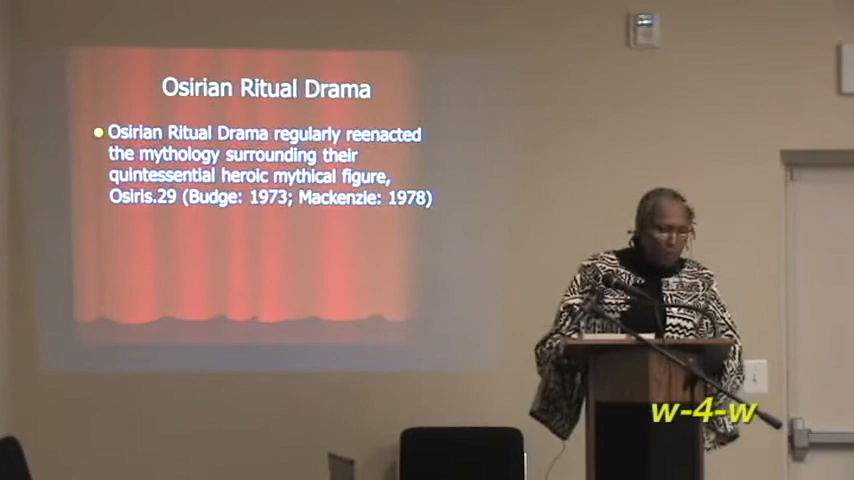 Osirian Ritual Drama
Osirian Ritual Drama regularly reenacted
the mythology surrounding their
quintessential heroic mythical figure,
Osiris.29 (Budge: 1973; Mackenzie: 1978)
w-4-w